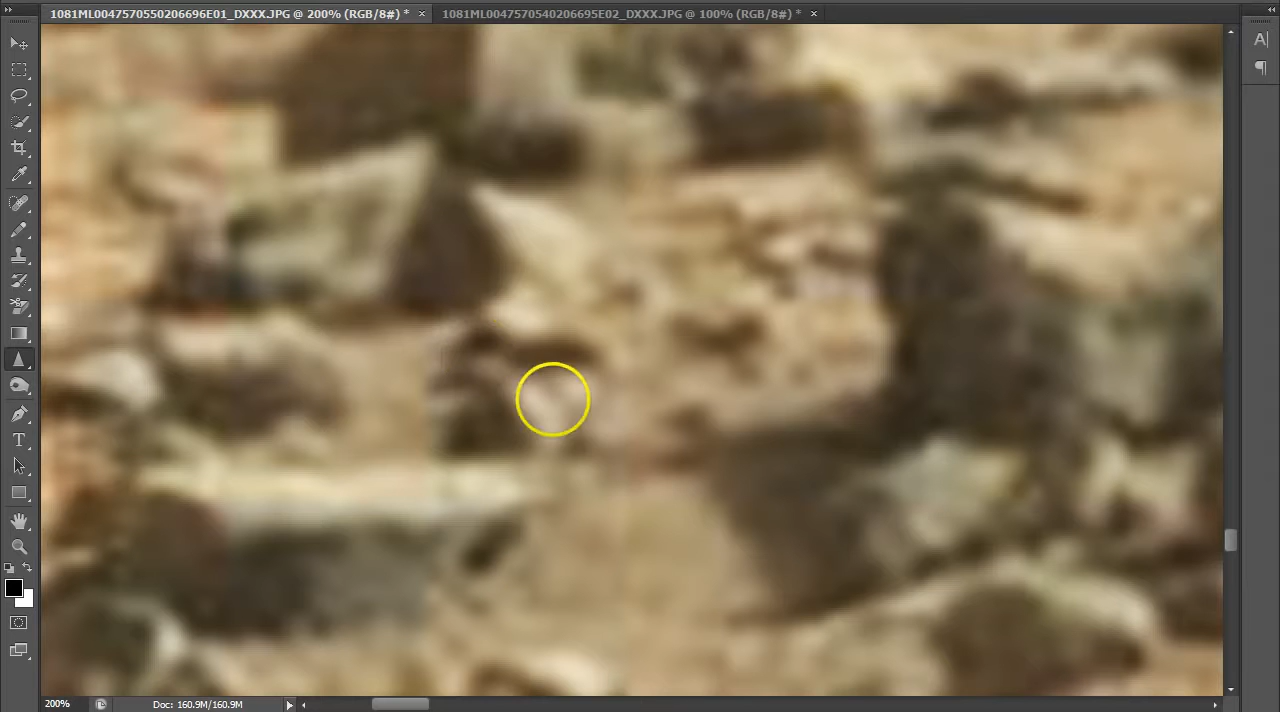 1081ML0047570550206696E01_DXXX.JPG @ 200% (RGB/8#) * ×
1081ML0047570540206695E02_DXXX.JPG @ 100% (RGB/8#) * ×
A
¶
T
200%
Doc: 160.9M/160.9M